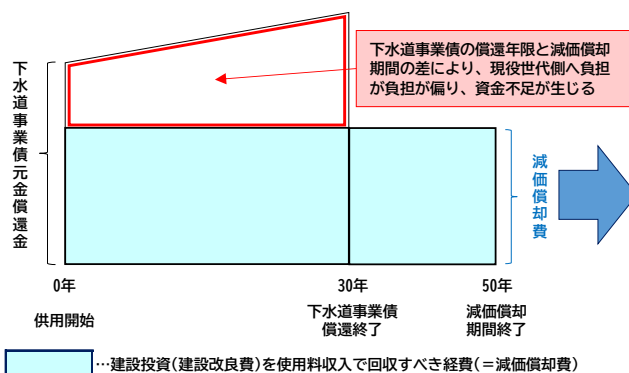 下水道事業債の償還年限と減価償却
期間の差により、現役世代側へ負担
が負担が偏り、資金不足が生じる
下水道事業債元金償還金
減価償却費
0年
30年
50年
供用開始
下水道事業債
償還終了
減価償却
期間終了
…建設投資(建設改良費)を使用料収入で回収すべき経費(=減価償却費)